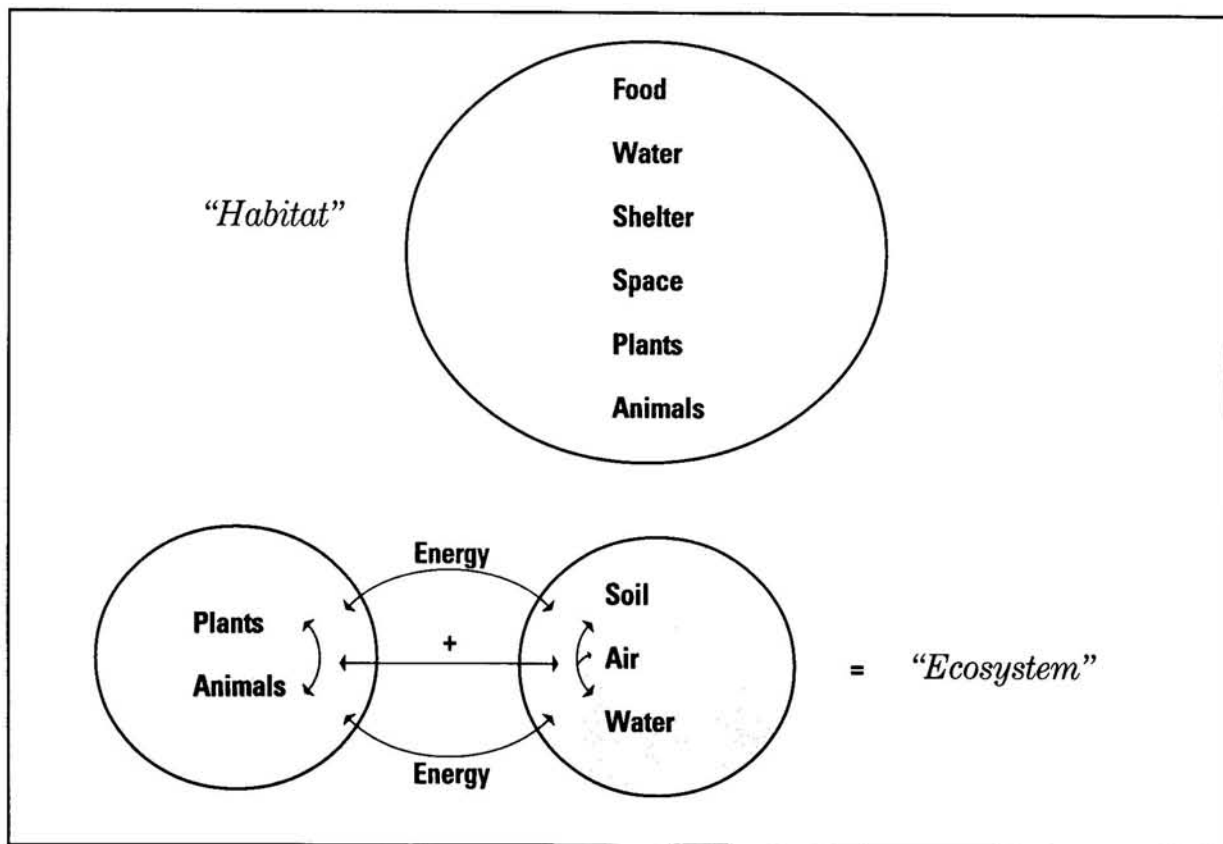 Food
Water
“Habitat”
Shelter
Space
Plants
Animals
Energy
Soil
Plants
+
Air
= “Ecosystem”
Animals
Water
Energy